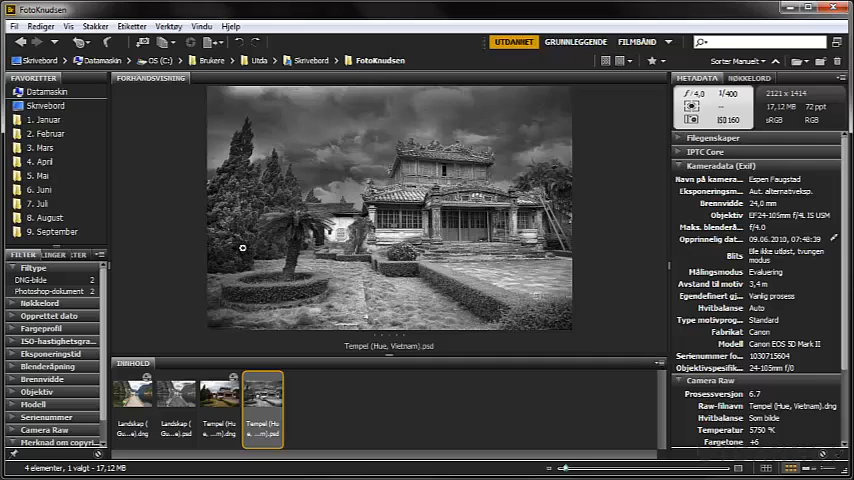 Br FotoKnudsen
Fil Rediger Vis Stakker Etiketter Verktøy Vindu Hjelp
UTDANNET GRUNNLEGGENDE FILMBÅND
Skrivebord Datamaskin OS (C:) Brukere Utda Skrivebord FotoKnudsen Sorter Manuelt
FAVORITTER
Datamaskin
Skrivebord
1. Januar
2. Februar
3. Mars
4. April
5. Mai
6. Juni
7. Juli
8. August
9. September
FILTER LINGER TER
Filtype
DNG-bilde 2
Photoshop-dokument 2
Nøkkelord
Opprettet dato
Fargeprofil
ISO-hastighetsgra...
Eksponeringstid
Blenderåpning
Brennvidde
Objektiv
Modell
Serienummer
Camera Raw
Merknad om copyri...
FORHÅNDSVISNING
Tempel (Hue, Vietnam).psd
INNHOLD
Landskap (
Gu... ...).dng
Landskap (
Gu... ...).psd
Tempel (Hu
e, ...m).dng
Tempel (Hu
e, ...m).psd
METADATA NØKKELORD
f/4,0 1/400
--
ISO 160
2121 x 1414
17,12 MB 72 ppt
sRGB RGB
Filegenskaper
IPTC Core
Kameradata (Exif)
Navn på kamera... Espen Faugstad
Eksponeringsm... Aut. alternativeksp.
Brennvidde 24,0 mm
Objektiv EF24-105mm f/4L IS USM
Maks. blenderå... f/4.0
Opprinnelig dat... 09.06.2010, 07:48:39
Blits Ble ikke utløst, tvungen
modus
Målingsmodus Evaluering
Avstand til motiv 3,4 m
Egendefinert gj... Vanlig prosess
Hvitbalanse Auto
Type motivprog... Standard
Fabrikat Canon
Modell Canon EOS 5D Mark II
Serienummer fo... 1030715604
Objektivspesifik... 24-105mm f/0
Camera Raw
Prosessversjon 6.7
Raw-filnavn Tempel (Hue, Vietnam).dng
Hvitbalanse Som bilde
Temperatur 5750 °K
Fargetone +6
4 elementer, 1 valgt - 17,12 MB